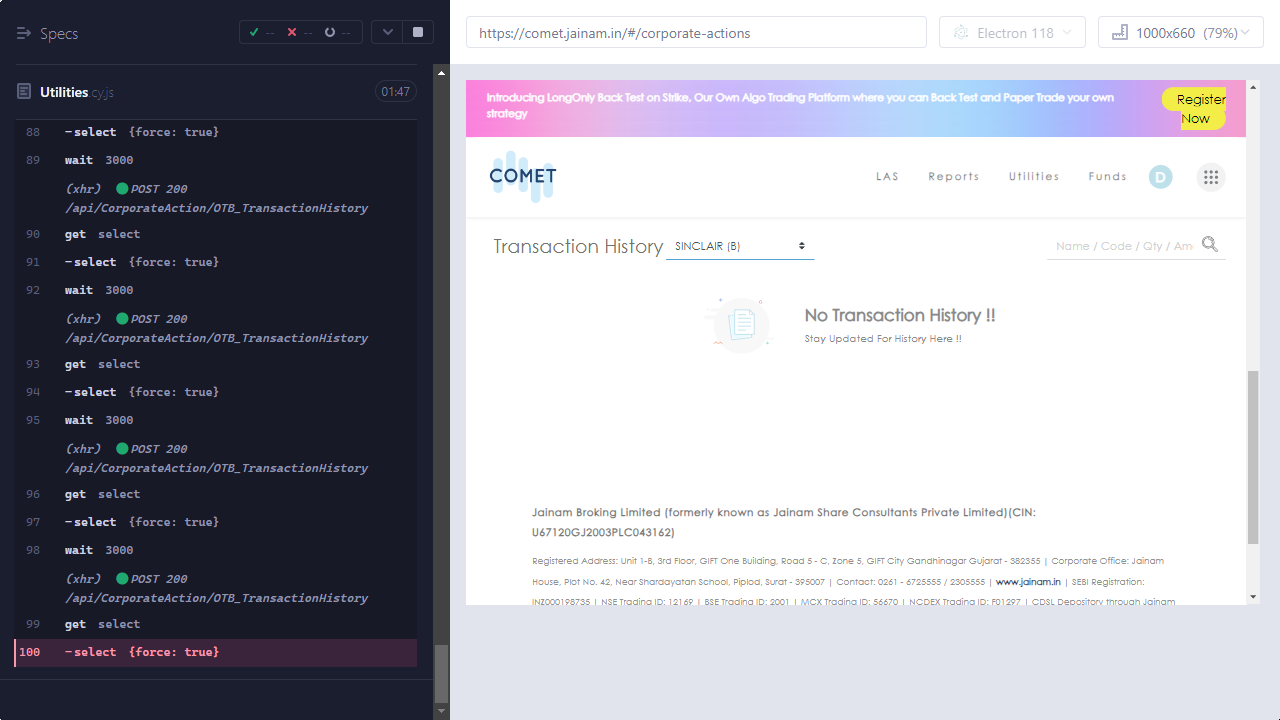 Specs
-- -- --
Utilities.cy.js 01:47
88 -select {force: true}
89 wait 3000
(xhr) POST 200
/api/CorporateAction/OTB_TransactionHistory
90 get select
91 -select {force: true}
92 wait 3000
(xhr) POST 200
/api/CorporateAction/OTB_TransactionHistory
93 get select
94 -select {force: true}
95 wait 3000
(xhr) POST 200
/api/CorporateAction/OTB_TransactionHistory
96 get select
97 -select {force: true}
98 wait 3000
(xhr) POST 200
/api/CorporateAction/OTB_TransactionHistory
99 get select
100 -select {force: true}
https://comet.jainam.in/#/corporate-actions
Electron 118
1000x660 (79%)
Introducing LongOnly Back Test on Strike, Our Own Algo Trading Platform where you can Back Test and Paper Trade your own
strategy
Register
Now
COMET
LAS Reports Utilities Funds D
Transaction History SINCLAIR (B)
Name / Code / Qty / Am
No Transaction History !!
Stay Updated For History Here !!
Jainam Broking Limited (formerly known as Jainam Share Consultants Private Limited)(CIN:
U67120GJ2003PLC043162)
Registered Address: Unit 1-8, 3rd Floor, GIFT One Building, Road 5 - C, Zone 5, GIFT City Gandhinagar Gujarat - 382355 | Corporate Office: Jainam
House, Plot No. 42, Near Shardayatan School, Piplod, Surat - 395007 | Contact: 0261 - 6725555 / 2305555 | www.jainam.in | SEBI Registration:
INZ000198735 | NSE Trading ID: 12169 | BSE Trading ID: 2001 | MCX Trading ID: 56670 | NCDEX Trading ID: F01297 | CDSL Depository through Jainam